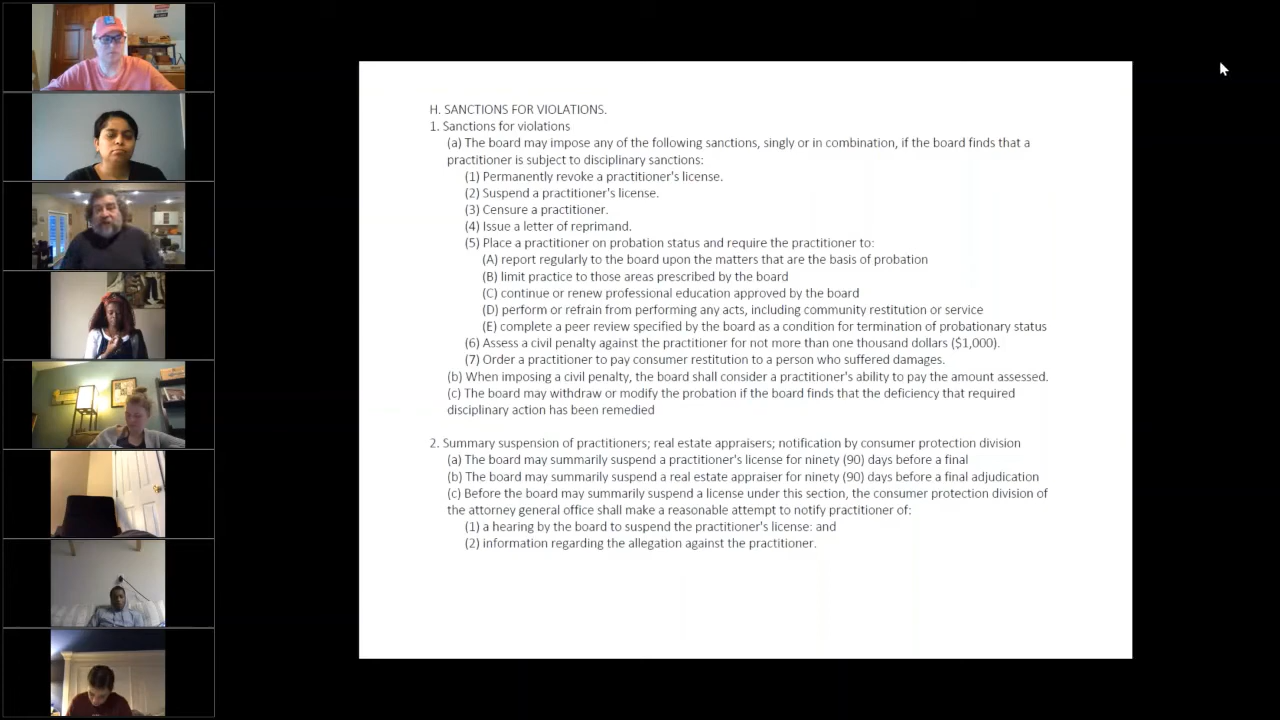 H. SANCTIONS FOR VIOLATIONS.
1. Sanctions for violations
(a) The board may impose any of the following sanctions, singly or in combination, if the board finds that a
practitioner is subject to disciplinary sanctions:
(1) Permanently revoke a practitioner's license.
(2) Suspend a practitioner's license.
(3) Censure a practitioner.
(4) Issue a letter of reprimand.
(5) Place a practitioner on probation status and require the practitioner to:
(A) report regularly to the board upon the matters that are the basis of probation
(B) limit practice to those areas prescribed by the board
(C) continue or renew professional education approved by the board
(D) perform or refrain from performing any acts, including community restitution or service
(E) complete a peer review specified by the board as a condition for termination of probationary status
(6) Assess a civil penalty against the practitioner for not more than one thousand dollars ($1,000).
(7) Order a practitioner to pay consumer restitution to a person who suffered damages.
(b) When imposing a civil penalty, the board shall consider a practitioner's ability to pay the amount assessed.
(c) The board may withdraw or modify the probation if the board finds that the deficiency that required
disciplinary action has been remedied
2. Summary suspension of practitioners; real estate appraisers; notification by consumer protection division
(a) The board may summarily suspend a practitioner's license for ninety (90) days before a final
(b) The board may summarily suspend a real estate appraiser for ninety (90) days before a final adjudication
(c) Before the board may summarily suspend a license under this section, the consumer protection division of
the attorney general office shall make a reasonable attempt to notify practitioner of:
(1) a hearing by the board to suspend the practitioner's license: and
(2) information regarding the allegation against the practitioner.